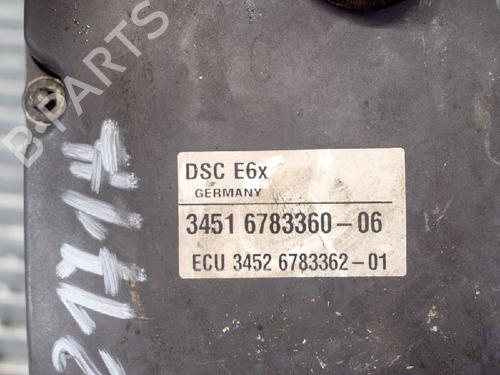 B-PARTS
DSC E6x
GERMANY
3451 6783360-06
ECU 3452 6783362-01